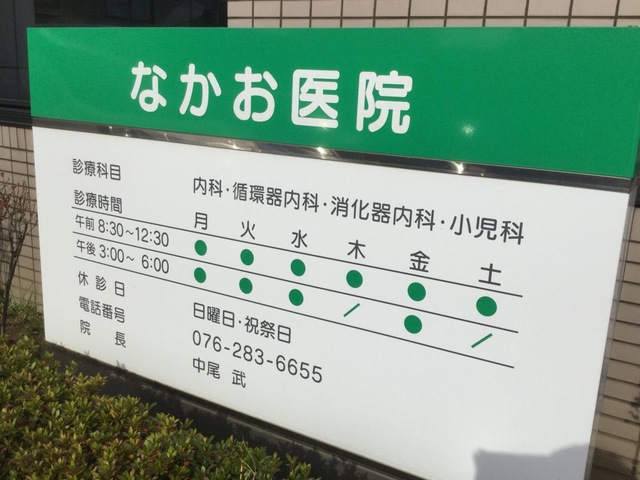 なかお医院
診療科目 内科・循環器内科・消化器内科・小児科
診療時間 月 火 水 木 金 土
午前 8:30～12:30 ● ● ● ● ● ●
午後 3:00～ 6:00 ● ● ● ／ ● ／
休診日 日曜日・祝祭日
電話番号 076-283-6655
院長 中尾 武